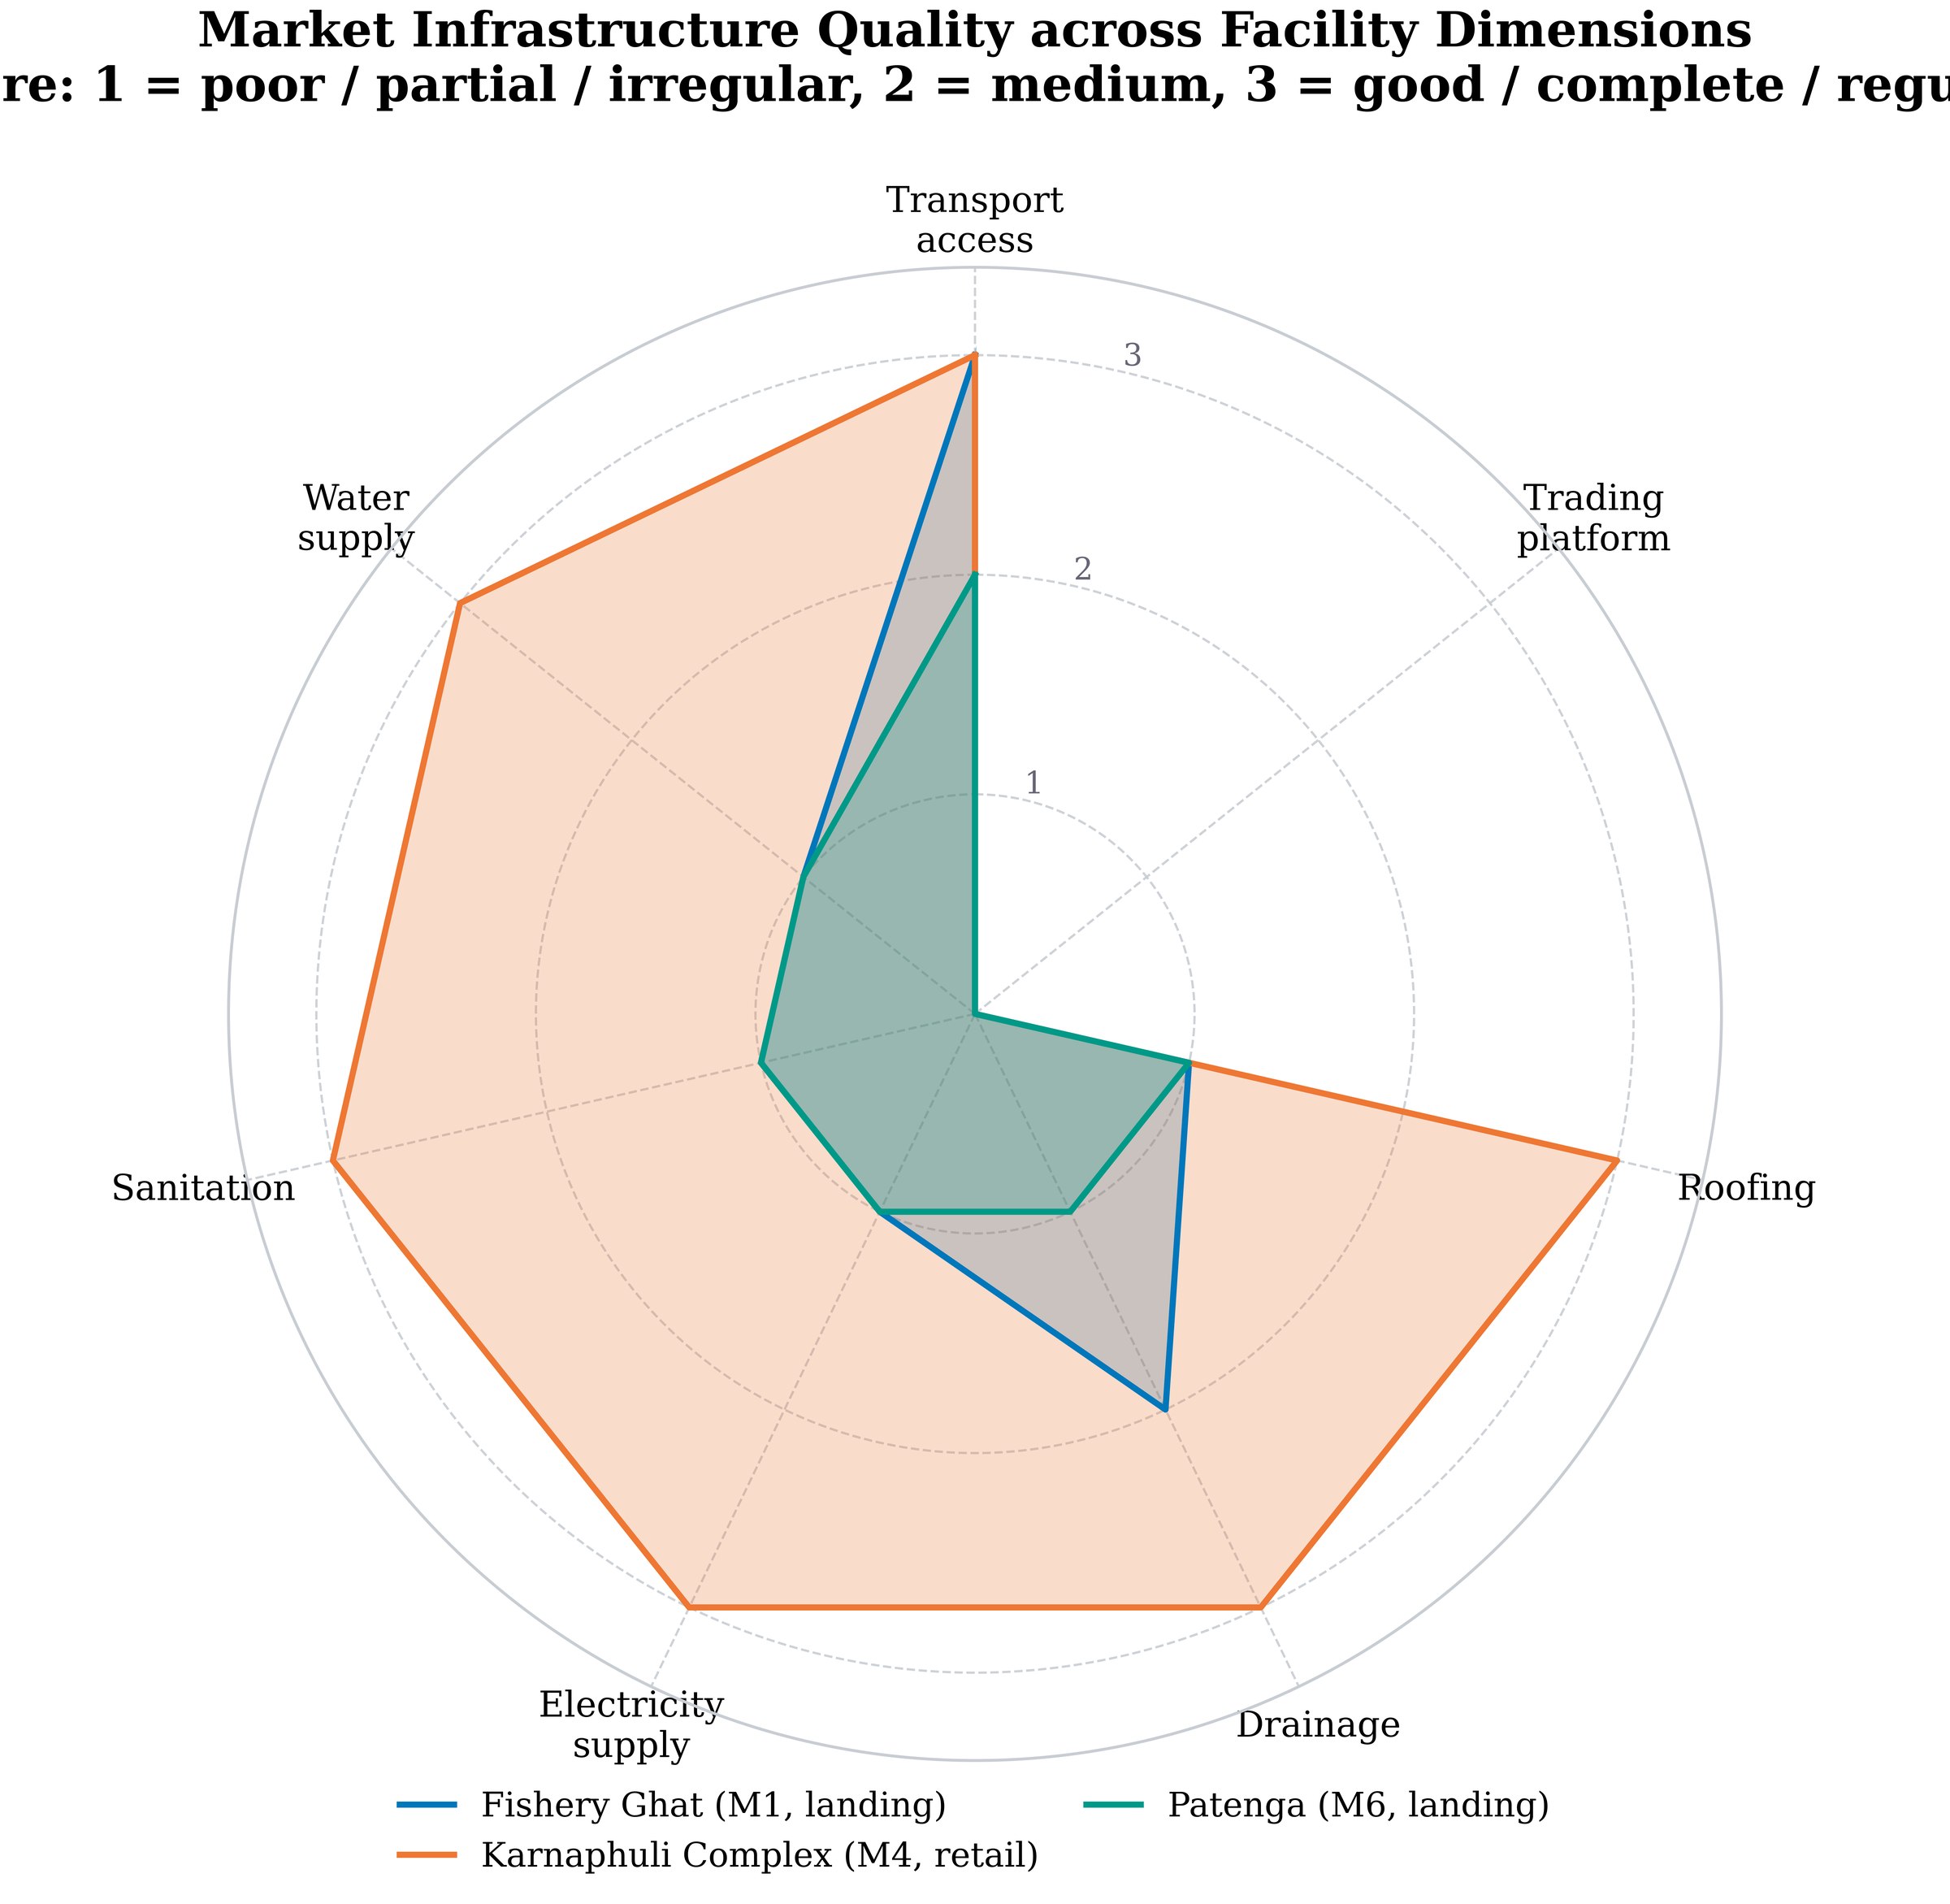 Market Infrastructure Quality across Facility Dimensions
re: 1 = poor / partial / irregular, 2 = medium, 3 = good / complete / regu
Transport
access
3
Trading
platform
Water
supply
2
1
Sanitation
Roofing
Electricity
supply
Drainage
Fishery Ghat (M1, landing)
Patenga (M6, landing)
Karnaphuli Complex (M4, retail)